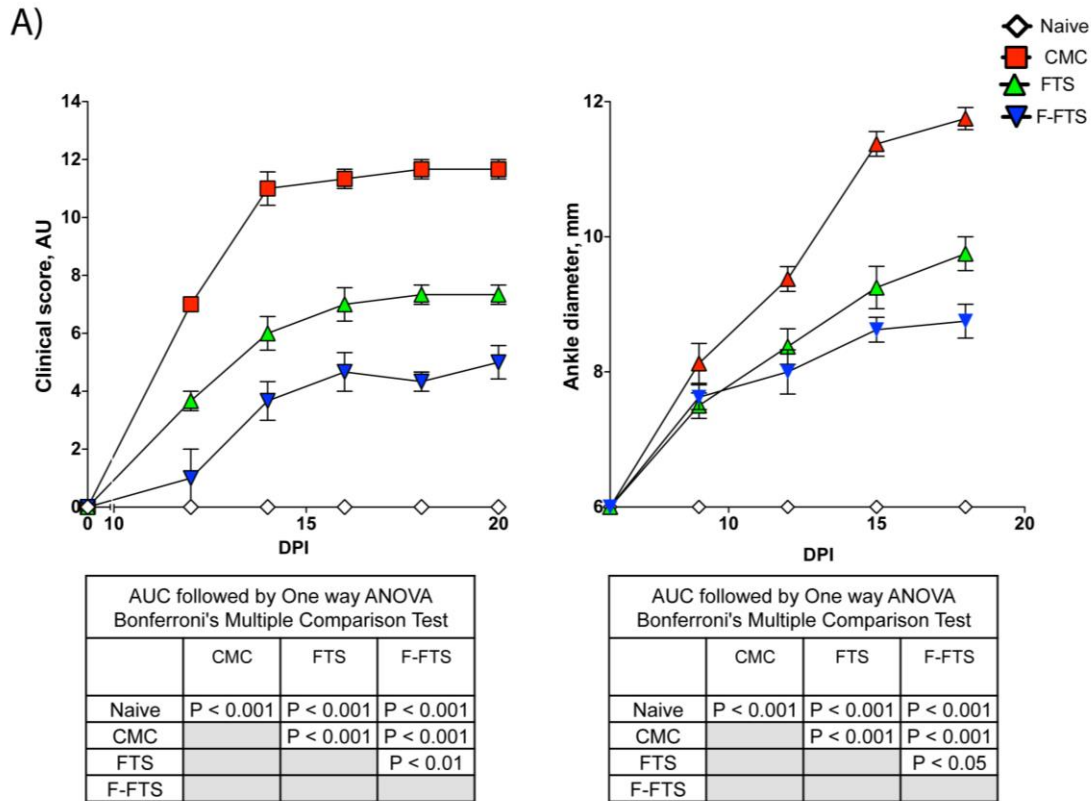 A)
Naive
CMC
FTS
F-FTS
14
12
10
8
6
4
2
0
Clinical score, AU
0 10 15 20
DPI
12
10
8
6
Ankle diameter, mm
10 15 20
DPI
AUC followed by One way ANOVA
Bonferroni's Multiple Comparison Test
CMC FTS F-FTS
Naive P < 0.001 P < 0.001 P < 0.001
CMC P < 0.001 P < 0.001
FTS P < 0.01
F-FTS
AUC followed by One way ANOVA
Bonferroni's Multiple Comparison Test
CMC FTS F-FTS
Naive P < 0.001 P < 0.001 P < 0.001
CMC P < 0.001 P < 0.001
FTS P < 0.05
F-FTS